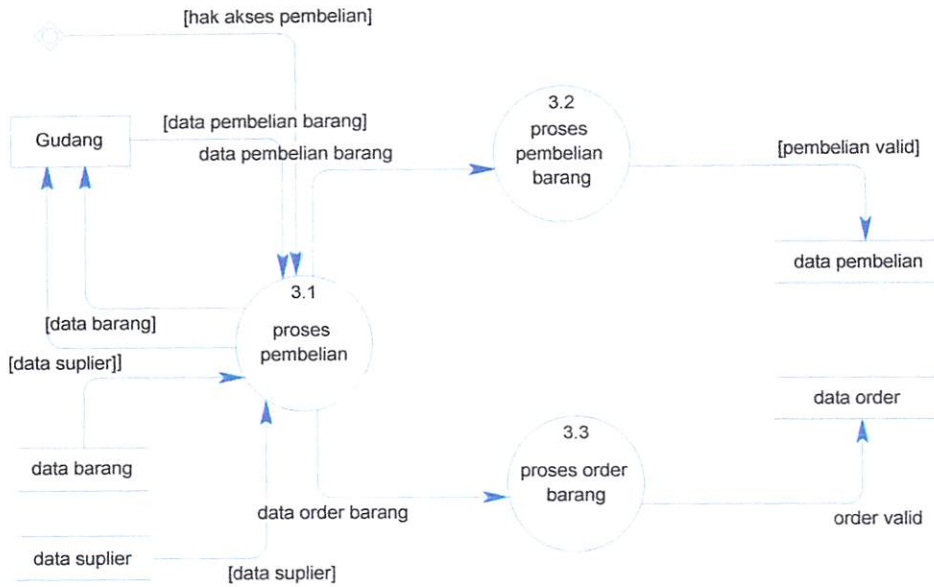 [hak akses pembelian]
Gudang
[data pembelian barang]
data pembelian barang
3.2
proses
pembelian
barang
[pembelian valid]
data pembelian
3.1
proses
pembelian
[data barang]
[data suplier]]
data order
data barang
3.3
proses order
barang
data order barang
order valid
data suplier
[data suplier]